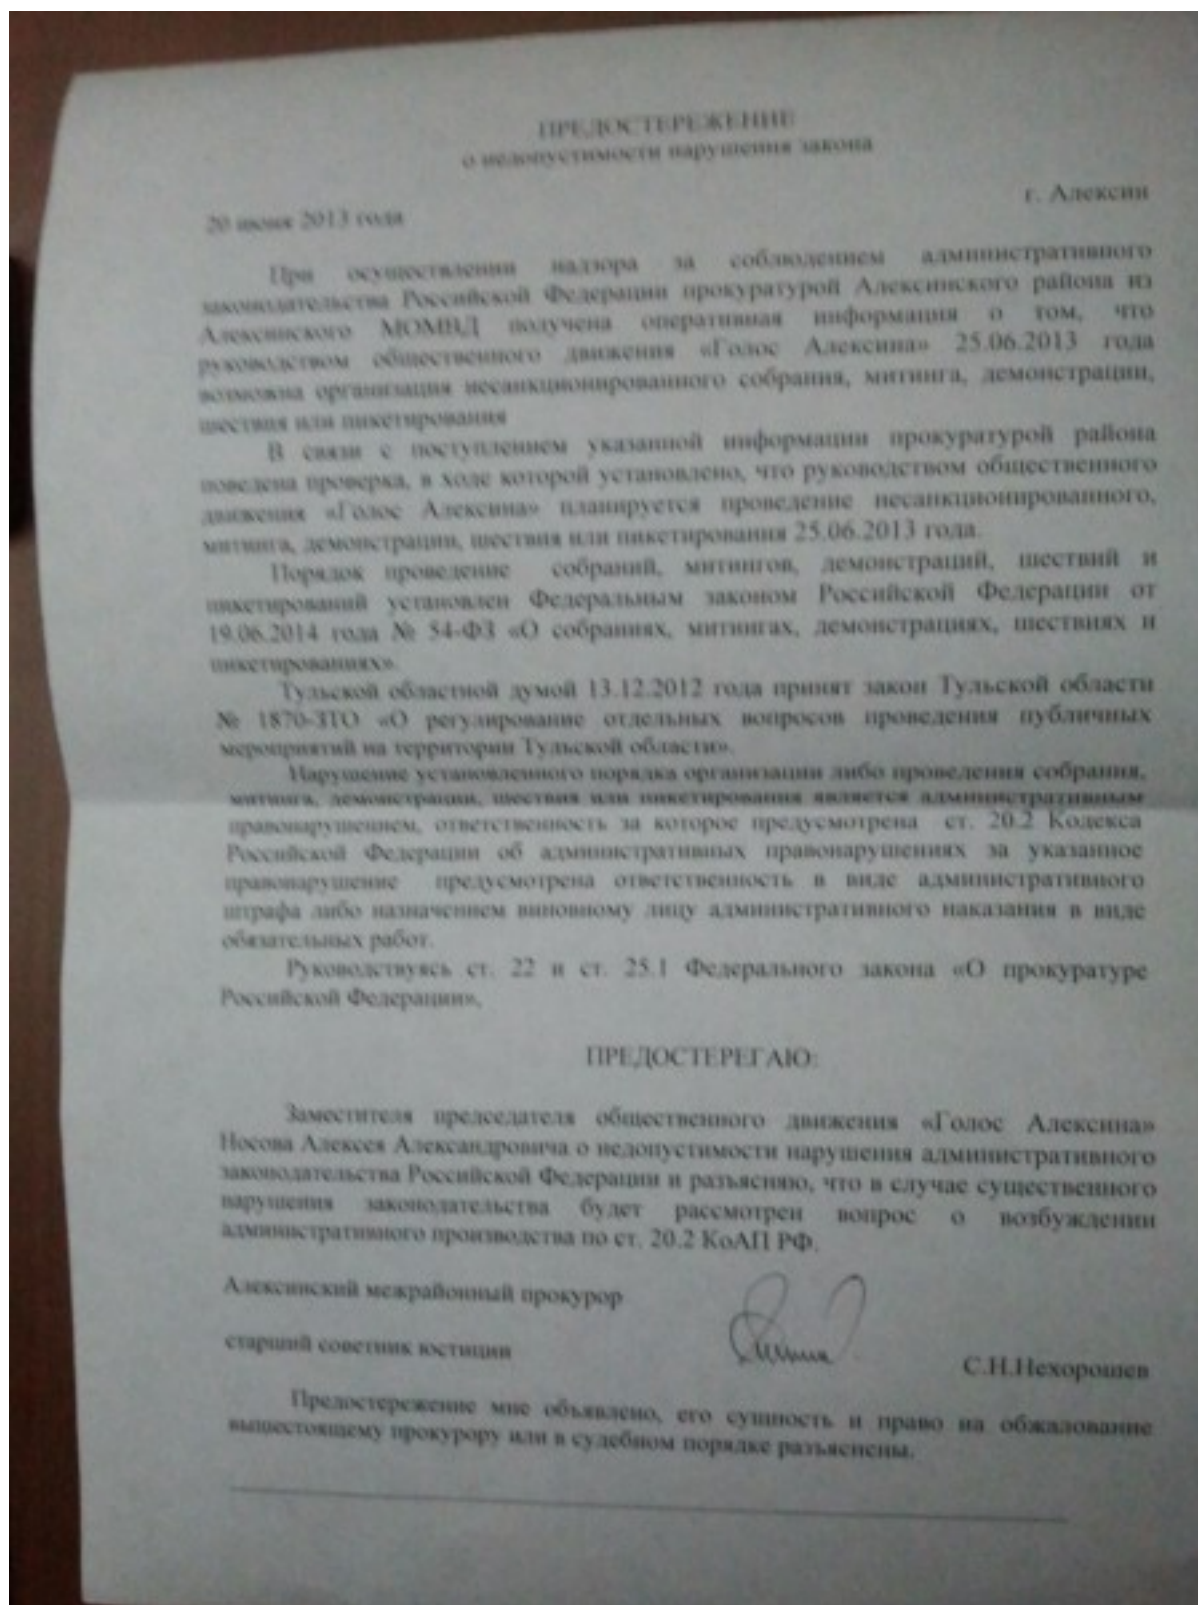 ПРЕДОСТЕРЕЖЕНИЕ
о недопустимости нарушения закона
г. Алексин
20 июня 2013 года
При осуществлении надзора за соблюдением административного
законодательства Российской Федерации прокуратурой Алексинского района из
Алексинского МОМВД получена оперативная информация о том, что
руководством общественного движения «Голос Алексина» 25.06.2013 года
возможна организация несанкционированного собрания, митинга, демонстрации,
шествия или пикетирования
В связи с поступлением указанной информации прокуратурой района
поведена проверка, в ходе которой установлено, что руководством общественного
движения «Голос Алексина» планируется проведение несанкционированного,
митинга, демонстрации, шествия или пикетирования 25.06.2013 года.
Порядок проведение собраний, митингов, демонстраций, шествий и
пикетирований установлен Федеральным законом Российской Федерации от
19.06.2014 года № 54-ФЗ «О собраниях, митингах, демонстрациях, шествиях и
пикетированиях».
Тульской областной думой 13.12.2012 года принят закон Тульской области
№ 1870-ЗТО «О регулирование отдельных вопросов проведения публичных
мероприятий на территории Тульской области».
Нарушение установленного порядка организации либо проведения собрания,
митинга, демонстрации, шествия или пикетирования является административным
правонарушением, ответственность за которое предусмотрена ст. 20.2 Кодекса
Российской Федерации об административных правонарушениях за указанное
правонарушение предусмотрена ответственность в виде административного
штрафа либо назначением виновному лицу административного наказания в виде
обязательных работ.
Руководствуясь ст. 22 и ст. 25.1 Федерального закона «О прокуратуре
Российской Федерации»,
ПРЕДОСТЕРЕГАЮ:
Заместителя председателя общественного движения «Голос Алексина»
Носова Алексея Александровича о недопустимости нарушения административного
законодательства Российской Федерации и разъясняю, что в случае существенного
нарушения законодательства будет рассмотрен вопрос о возбуждении
административного производства по ст. 20.2 КоАП РФ.
Алексинский межрайонный прокурор
старший советник юстиции
С.Н.Нехорошев
Предостережение мне объявлено, его сущность и право на обжалование
вышестоящему прокурору или в судебном порядке разъяснены.